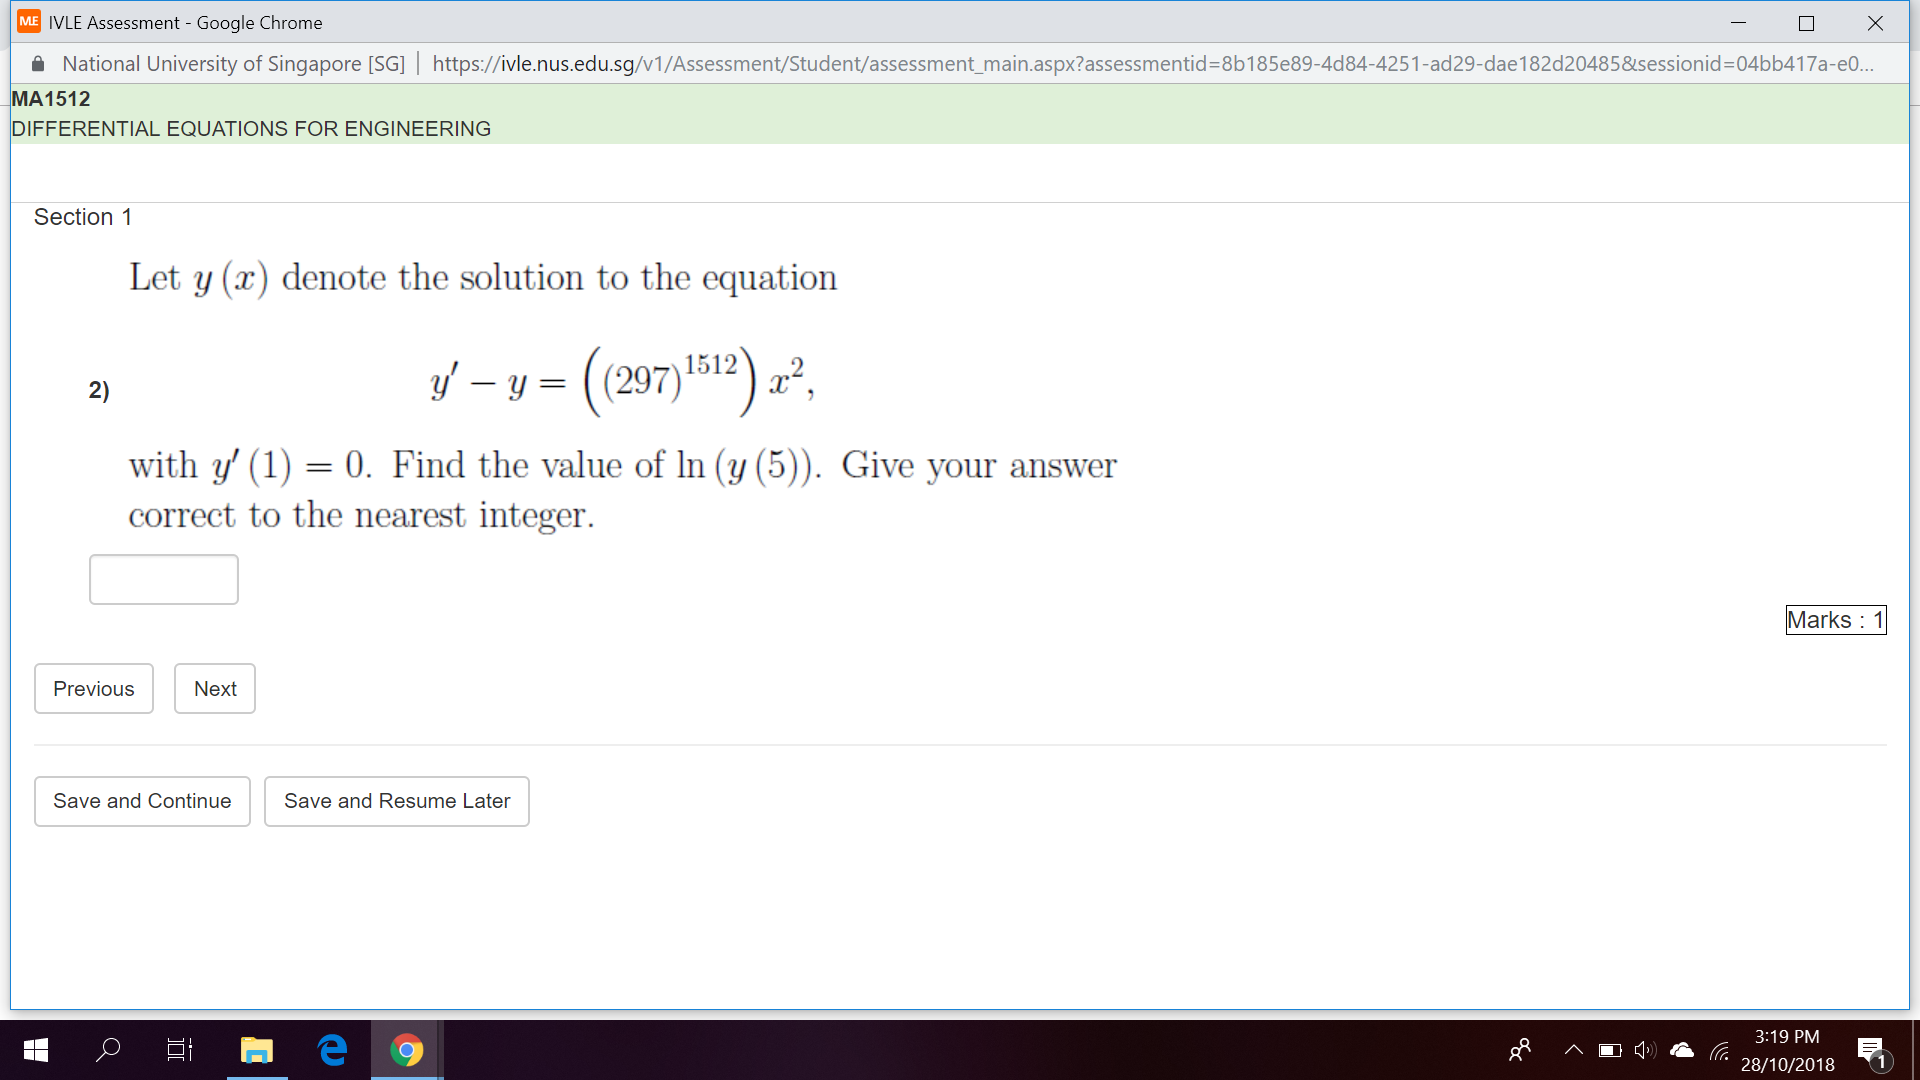 ME IVLE Assessment - Google Chrome
National University of Singapore [SG] | https://ivle.nus.edu.sg/v1/Assessment/Student/assessment_main.aspx?assessmentid=8b185e89-4d84-4251-ad29-dae182d20485&sessionid=04bb417a-e0...
MA1512
DIFFERENTIAL EQUATIONS FOR ENGINEERING
Section 1
Let y (x) denote the solution to the equation
2) y′ − y = ((297)^1512) x²,
with y′ (1) = 0. Find the value of ln (y (5)). Give your answer
correct to the nearest integer.
Marks : 1
Previous Next
Save and Continue Save and Resume Later
3:19 PM
28/10/2018
1